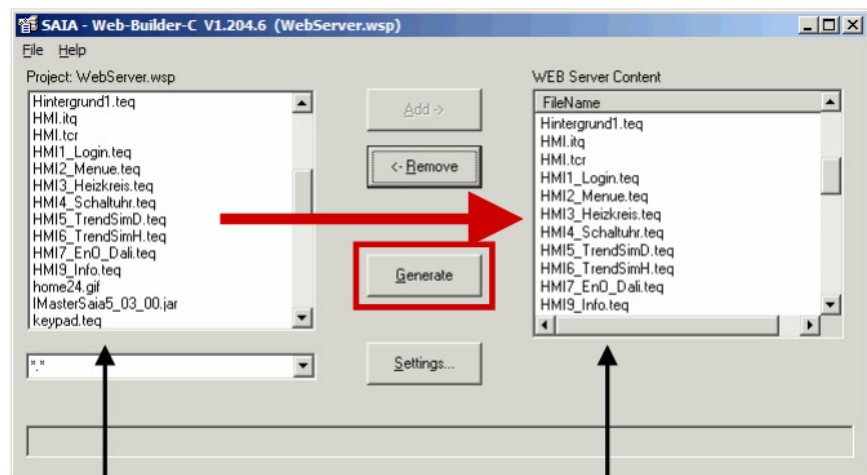 SAIA - Web-Builder-C V1.204.6 (WebServer.wsp)
File Help
Project: WebServer.wsp
Hintergrund1.teq
HMI.itq
HMI.tcr
HMI1_Login.teq
HMI2_Menue.teq
HMI3_Heizkreis.teq
HMI4_Schaltuhr.teq
HMI5_TrendSimD.teq
HMI6_TrendSimH.teq
HMI7_EnO_Dali.teq
HMI9_Info.teq
home24.gif
IMasterSaia5_03_00.jar
keypad.teq
*.*
Add ->
<- Remove
Generate
Settings...
WEB Server Content
FileName
Hintergrund1.teq
HMI.itq
HMI.tcr
HMI1_Login.teq
HMI2_Menue.teq
HMI3_Heizkreis.teq
HMI4_Schaltuhr.teq
HMI5_TrendSimD.teq
HMI6_TrendSimH.teq
HMI7_EnO_Dali.teq
HMI9_Info.teq